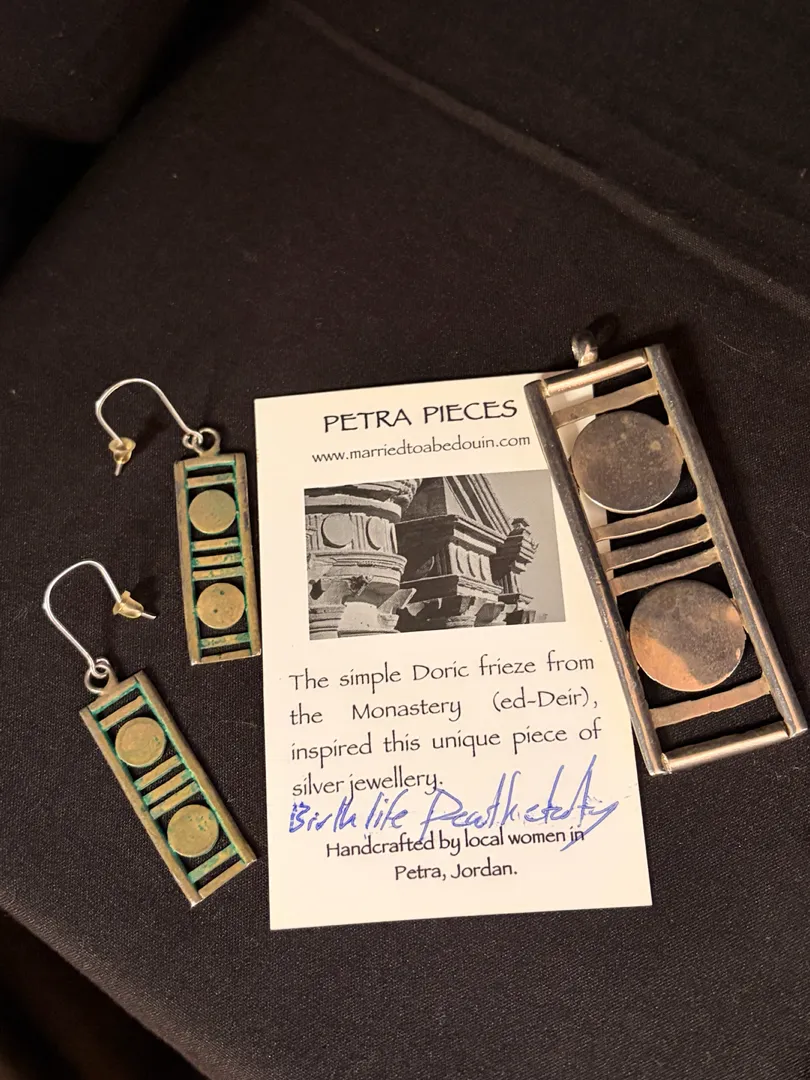 PETRA PIECES
www.marriedtoabedouin.com
The simple Doric frieze from
the Monastery (ed-Deir),
inspired this unique piece of
silver jewellery.
Birth life Death eternity
Handcrafted by local women in
Petra, Jordan.